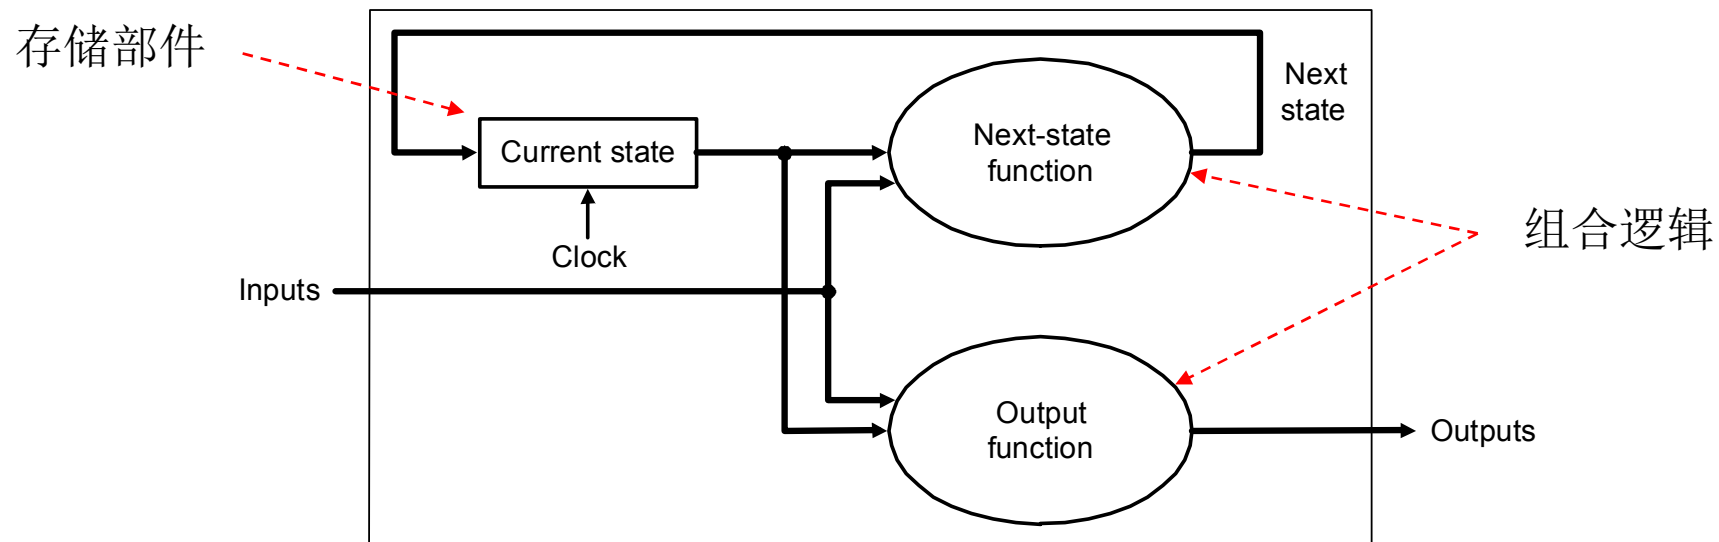 存储部件
Next
state
Next-state
function
Current state
组合逻辑
Clock
Inputs
Output
function
Outputs